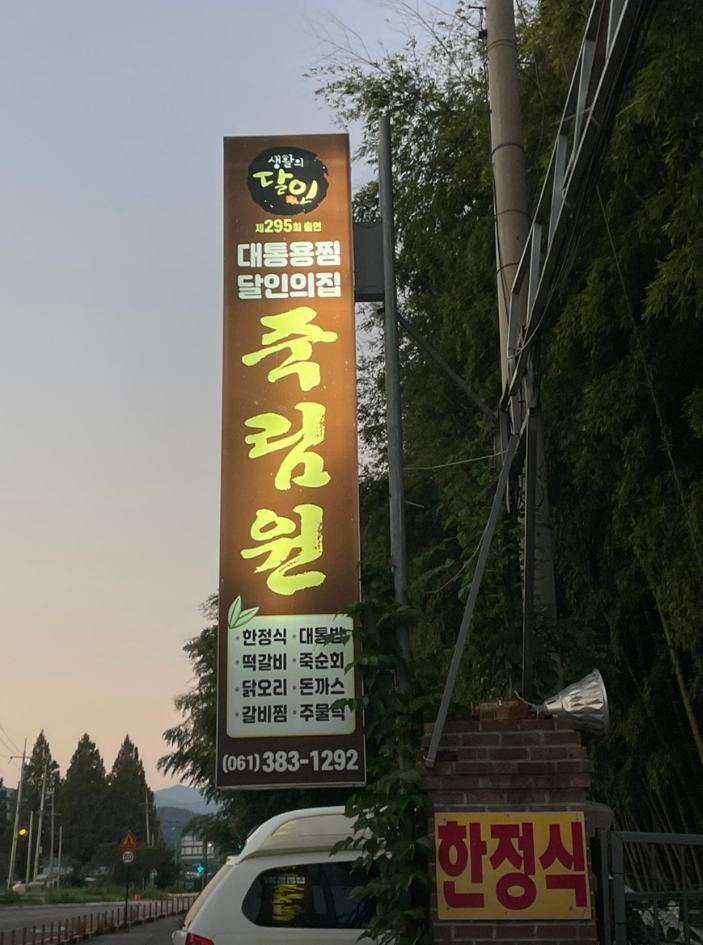 생활의
달인
제295회 출연
대통용찜
달인의집
죽림원
·한정식 ·대통밥
·떡갈비 ·죽순회
·닭오리 ·돈까스
·갈비찜 ·주물럭
(061)383-1292
한정식